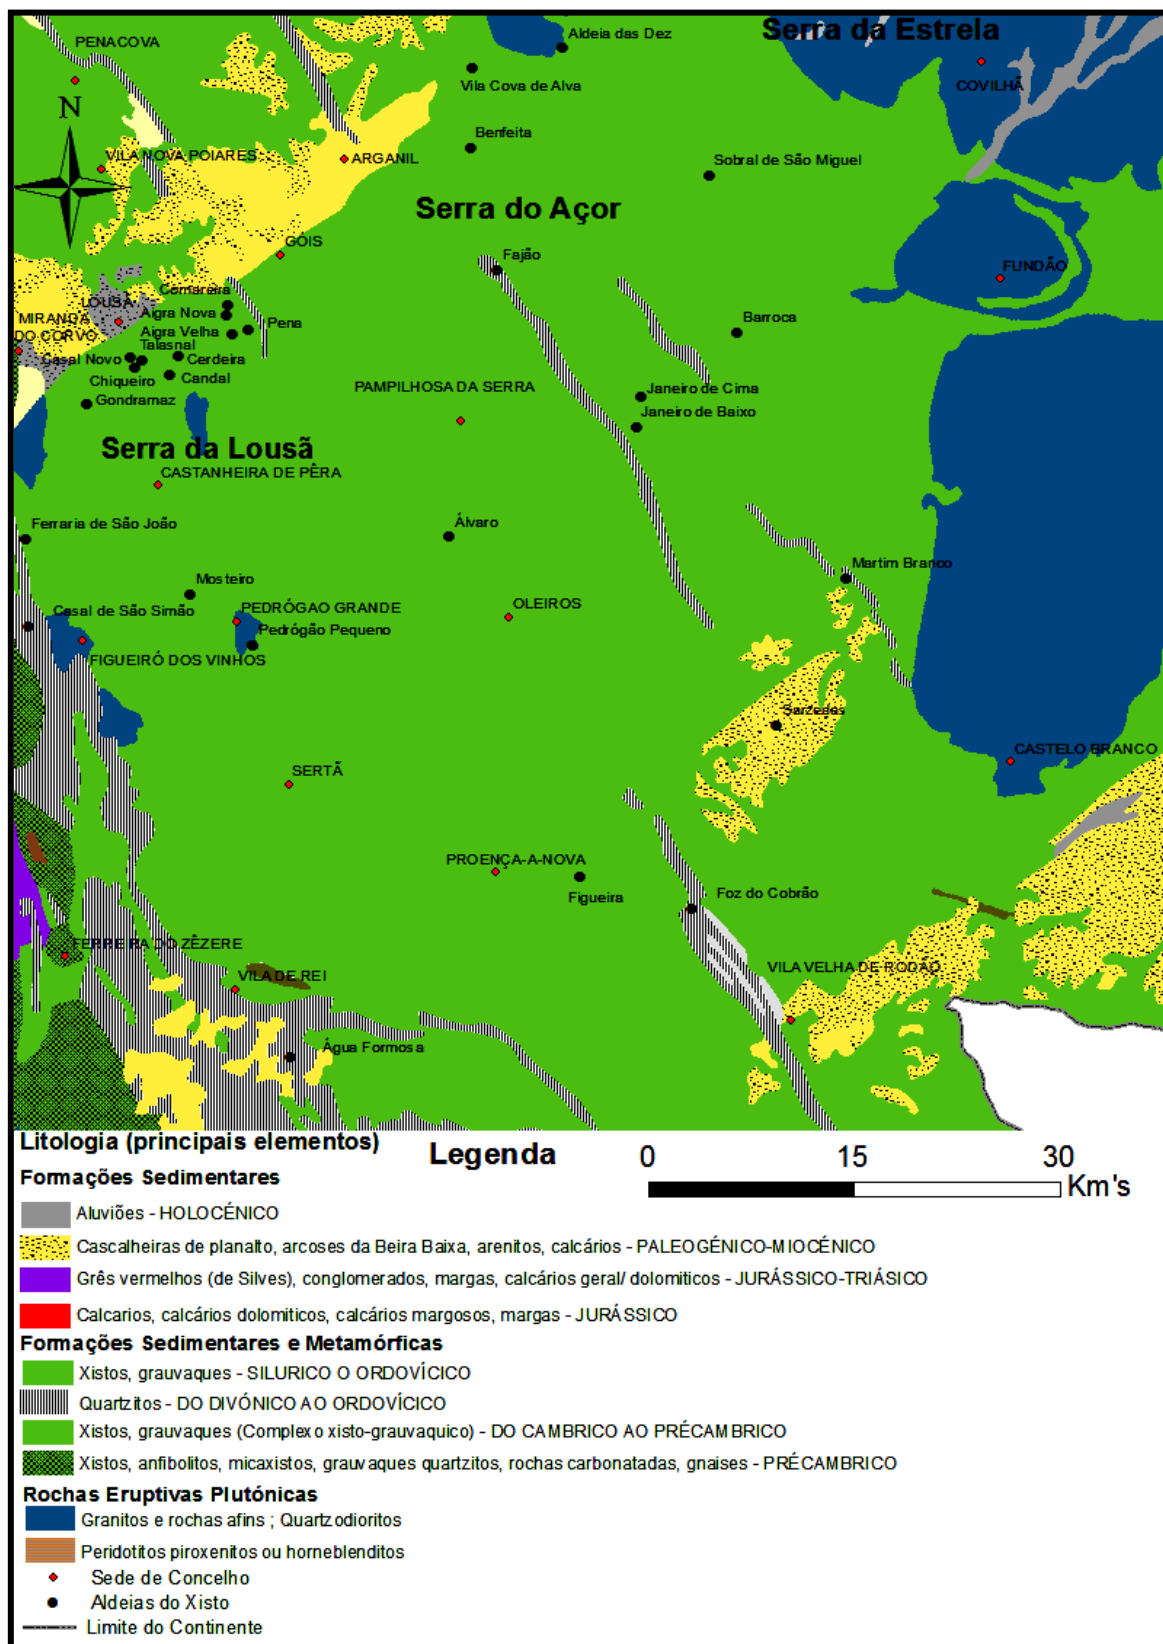 Serra da Estrela
PENACOVA
Aldeia das Dez
COVILHÃ
Vila Cova de Alva
N
Benfeita
VILA NOVA POIARES
ARGANIL
Sobral de São Miguel
Serra do Açor
GÓIS
Fajão
FUNDÃO
Comareira
LOUSÃ
Aigra Nova
MIRANDA
DO CORVO
Barroca
Pena
Aigra Velha
Talasnal
Casal Novo
Cerdeira
Chiqueiro
Candal
PAMPILHOSA DA SERRA
Janeiro de Cima
Gondramaz
Janeiro de Baixo
Serra da Lousã
CASTANHEIRA DE PÊRA
Ferraria de São João
Álvaro
Martim Branco
Mosteiro
Casal de São Simão
PEDRÓGAO GRANDE
OLEIROS
Pedrógão Pequeno
FIGUEIRÓ DOS VINHOS
Sarzedas
CASTELO BRANCO
SERTÃ
PROENÇA-A-NOVA
Figueira
Foz do Cobrão
FERREIRA DO ZÊZERE
VILA DE REI
VILA VELHA DE RODÃO
Água Formosa
Litologia (principais elementos)
Legenda
0 15 30
Km's
Formações Sedimentares
Aluviões - HOLOCÉNICO
Cascalheiras de planalto, arcoses da Beira Baixa, arenitos, calcários - PALEOGÉNICO-MIOCÉNICO
Grês vermelhos (de Silves), conglomerados, margas, calcários geral/ dolomiticos - JURÁSSICO-TRIÁSICO
Calcarios, calcários dolomiticos, calcários margosos, margas - JURÁSSICO
Formações Sedimentares e Metamórficas
Xistos, grauvaques - SILURICO O ORDOVÍCICO
Quartzitos - DO DIVÓNICO AO ORDOVÍCICO
Xistos, grauvaques (Complexo xisto-grauvaquico) - DO CAMBRICO AO PRÉCAMBRICO
Xistos, anfibolitos, micaxistos, grauvaques quartzitos, rochas carbonatadas, gnaises - PRÉCAMBRICO
Rochas Eruptivas Plutónicas
Granitos e rochas afins ; Quartzodioritos
Peridotitos piroxenitos ou horneblenditos
Sede de Concelho
Aldeias do Xisto
Limite do Continente